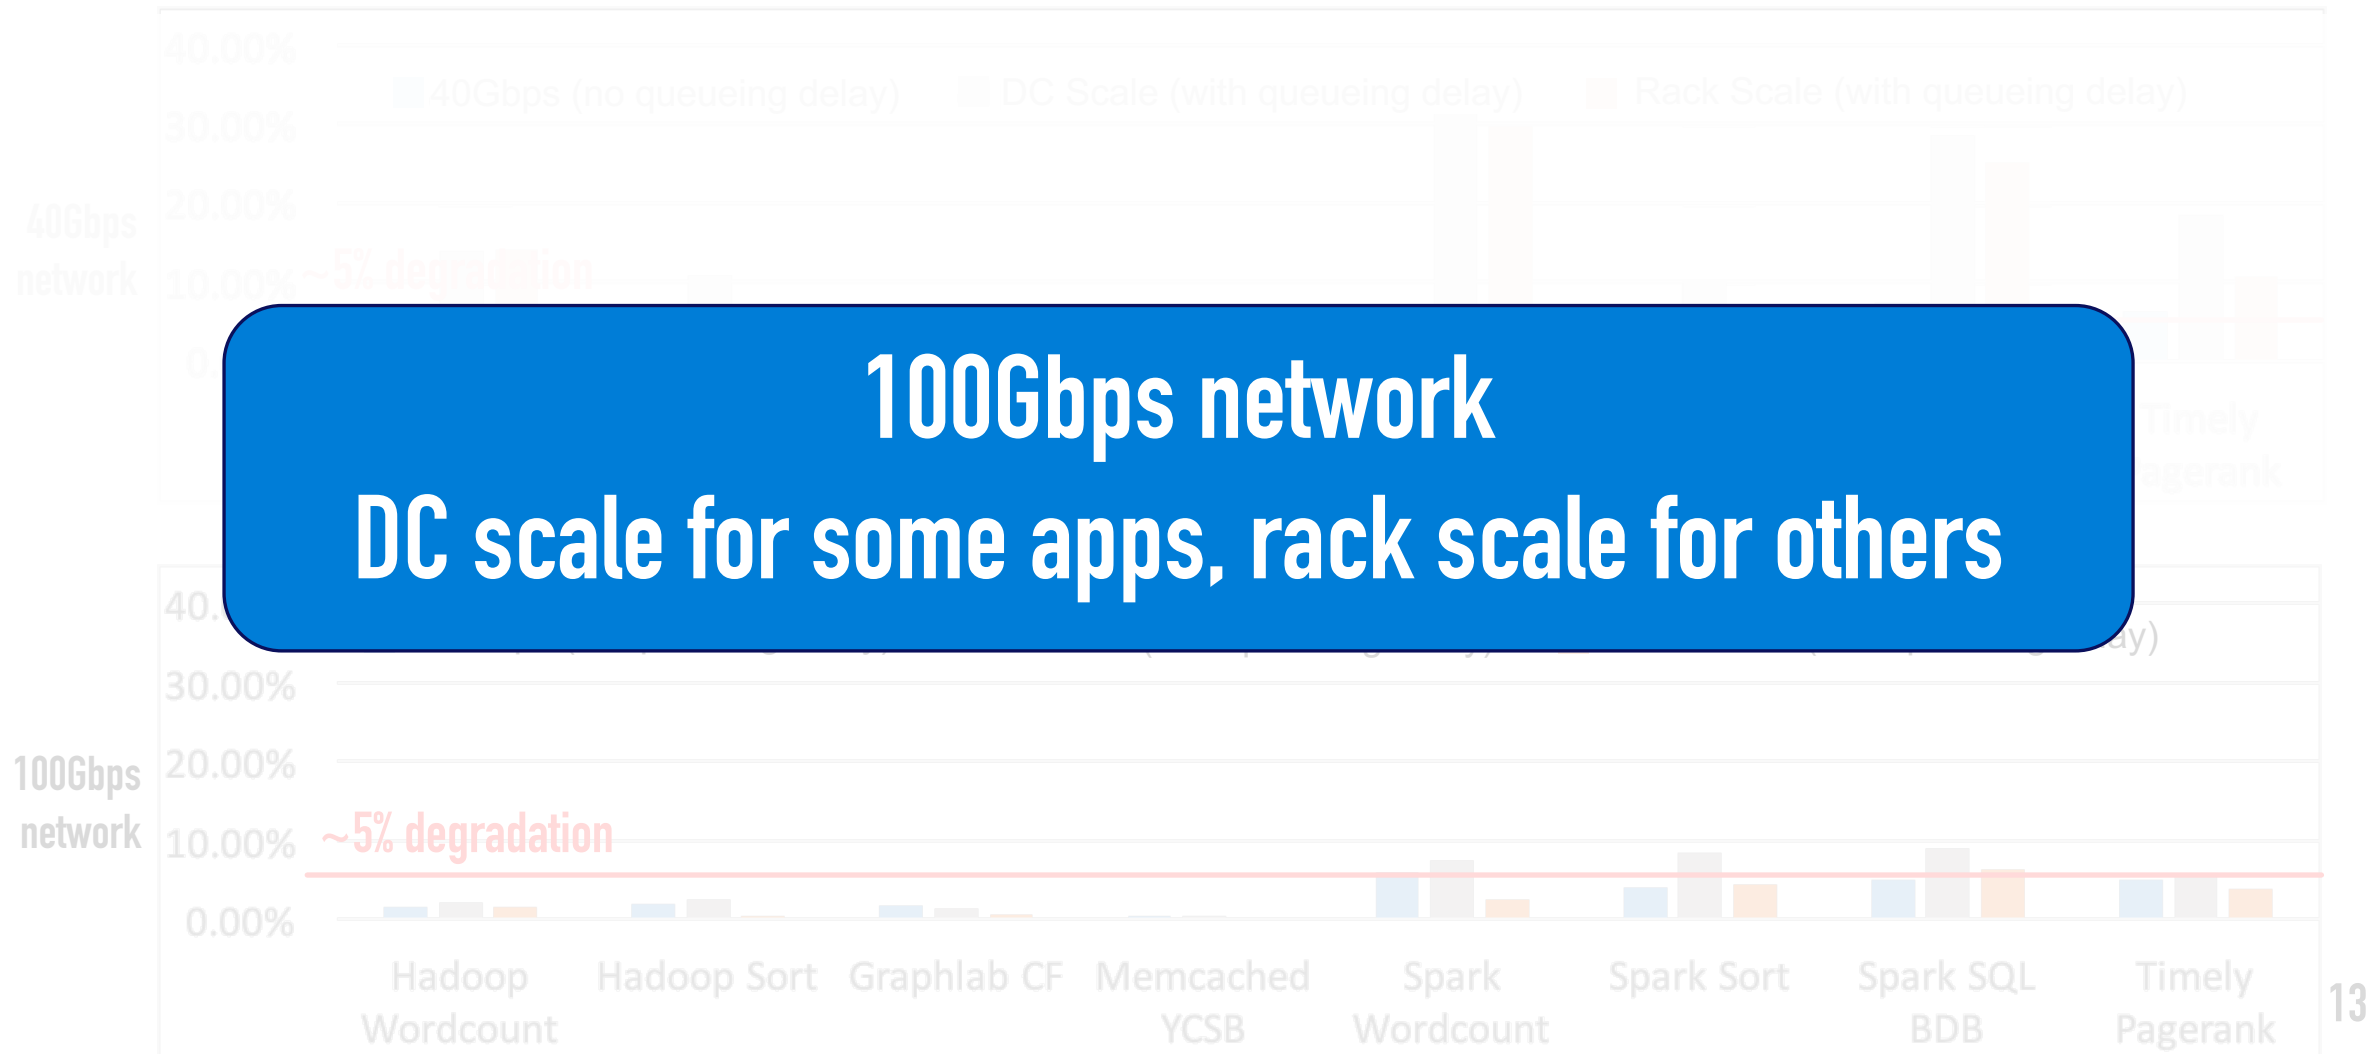 40.00%
40Gbps (no queueing delay) DC Scale (with queueing delay) Rack Scale (with queueing delay)
30.00%
20.00%
40Gbps
network
~5% degradation
10.00%
100Gbps network
DC scale for some apps, rack scale for others
Timely
Pagerank
40.
ay)
30.00%
20.00%
100Gbps
network
~5% degradation
10.00%
0.00%
Hadoop Wordcount
Hadoop Sort
Graphlab CF
Memcached YCSB
Spark Wordcount
Spark Sort
Spark SQL BDB
Timely Pagerank
13